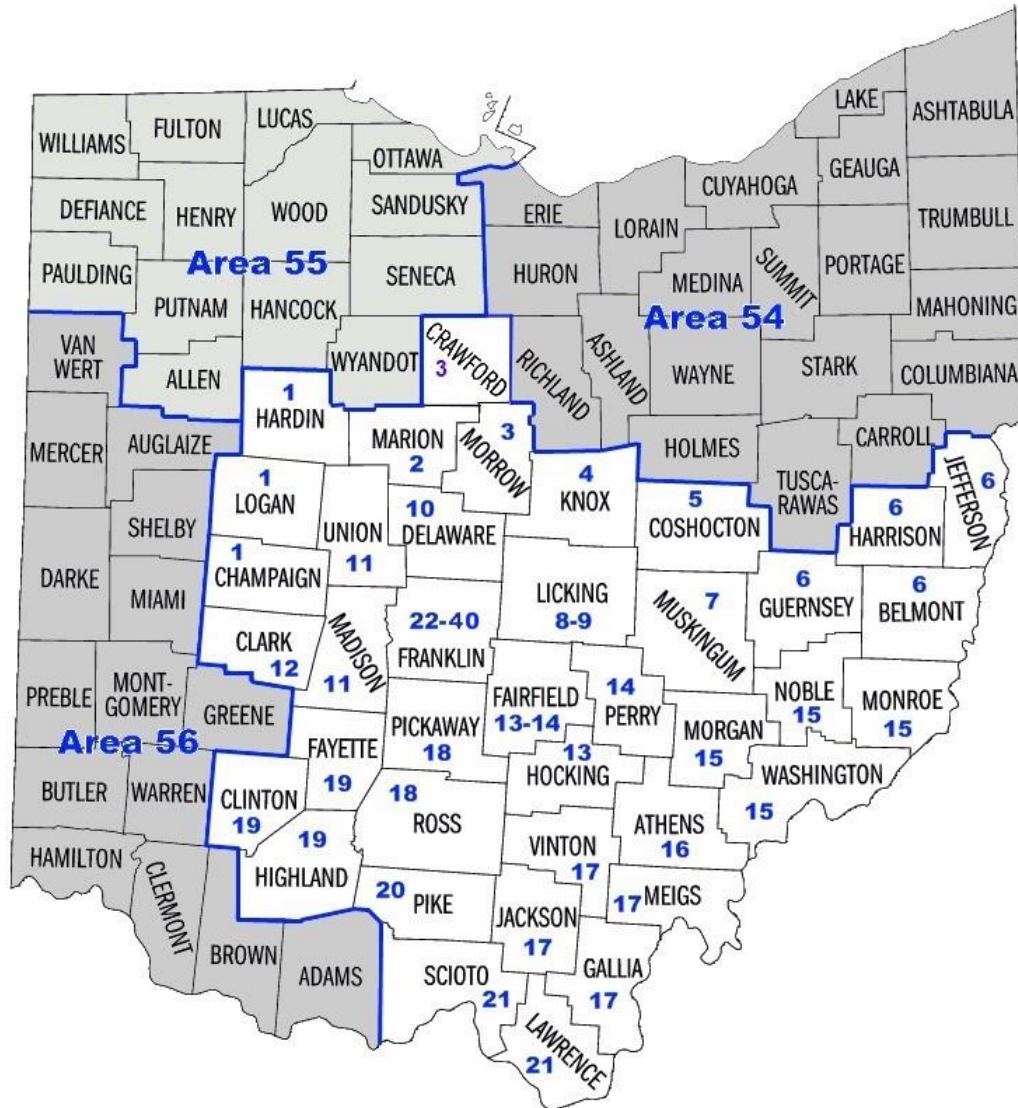 LAKE
ASHTABULA
LUCAS
FULTON
WILLIAMS
OTTAWA
GEAUGA
CUYAHOGA
DEFIANCE
HENRY
WOOD
SANDUSKY
ERIE
LORAIN
TRUMBULL
Area 55
PAULDING
SENECA
HURON
MEDINA
SUMMIT
PORTAGE
PUTNAM
HANCOCK
Area 54
MAHONING
VAN
WERT
ALLEN
WYANDOT
CRAWFORD
3
RICHLAND
ASHLAND
WAYNE
STARK
COLUMBIANA
1
HARDIN
MERCER
AUGLAIZE
MARION
2
MORROW
3
HOLMES
CARROLL
TUSCA-
RAWAS
JEFFERSON
6
1
LOGAN
4
KNOX
5
COSHOCTON
6
HARRISON
SHELBY
UNION
11
10
DELAWARE
DARKE
MIAMI
1
CHAMPAIGN
LICKING
8-9
7
MUSKINGUM
6
GUERNSEY
6
BELMONT
CLARK
12
MADISON
11
22-40
FRANKLIN
PREBLE
MONT-
GOMERY
GREENE
FAIRFIELD
13-14
14
PERRY
NOBLE
15
MONROE
15
Area 56
PICKAWAY
18
MORGAN
15
FAYETTE
19
13
HOCKING
WASHINGTON
15
BUTLER
WARREN
CLINTON
19
18
ROSS
ATHENS
16
HAMILTON
CLERMONT
19
HIGHLAND
VINTON
17
20
PIKE
17
MEIGS
JACKSON
17
BROWN
ADAMS
SCIOTO
21
GALLIA
17
LAWRENCE
21